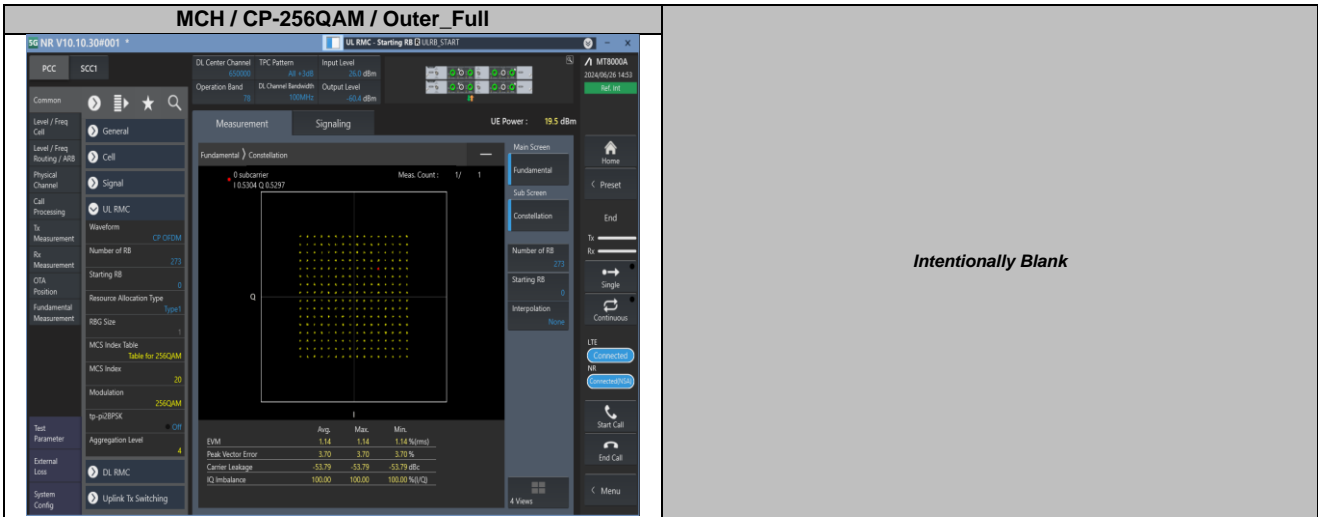 MCH / CP-256QAM / Outer_Full
5G NR V10.10.30#001 *
UL RMC - Starting RB ULRB_START
PCC
SCC1
DL Center Channel
650000
TPC Pattern
All +3dB
Input Level
26.0 dBm
Operation Band
78
DL Channel Bandwidth
100MHz
Output Level
-60.4 dBm
MT8000A
2024/06/26 14:53
Ref. Int
Common
Level / Freq
Cell
Level / Freq
Routing / ARB
Physical
Channel
Call
Processing
Tx
Measurement
Rx
Measurement
OTA
Position
Fundamental
Measurement
Test
Parameter
External
Loss
System
Config
General
Cell
Signal
UL RMC
Waveform
CP OFDM
Number of RB
273
Starting RB
0
Resource Allocation Type
Type1
RBG Size
1
MCS Index Table
Table for 256QAM
MCS Index
20
Modulation
256QAM
tp-pi2BPSK
Off
Aggregation Level
4
DL RMC
Uplink Tx Switching
Measurement
Signaling
UE Power : 19.5 dBm
Fundamental Constellation
0 subcarrier
I 0.5304 Q 0.5297
Meas. Count : 1/ 1
Q
I
Avg. Max. Min.
EVM 1.14 1.14 1.14 %(rms)
Peak Vector Error 3.70 3.70 3.70 %
Carrier Leakage -53.79 -53.79 -53.79 dBc
IQ Imbalance 100.00 100.00 100.00 %(I/Q)
Main Screen
Fundamental
Sub Screen
Constellation
Number of RB
273
Starting RB
0
Interpolation
None
4 Views
Home
Preset
End
Tx
Rx
Single
Continuous
LTE
Connected
NR
Connected(NSA)
Start Call
End Call
Menu
Intentionally Blank